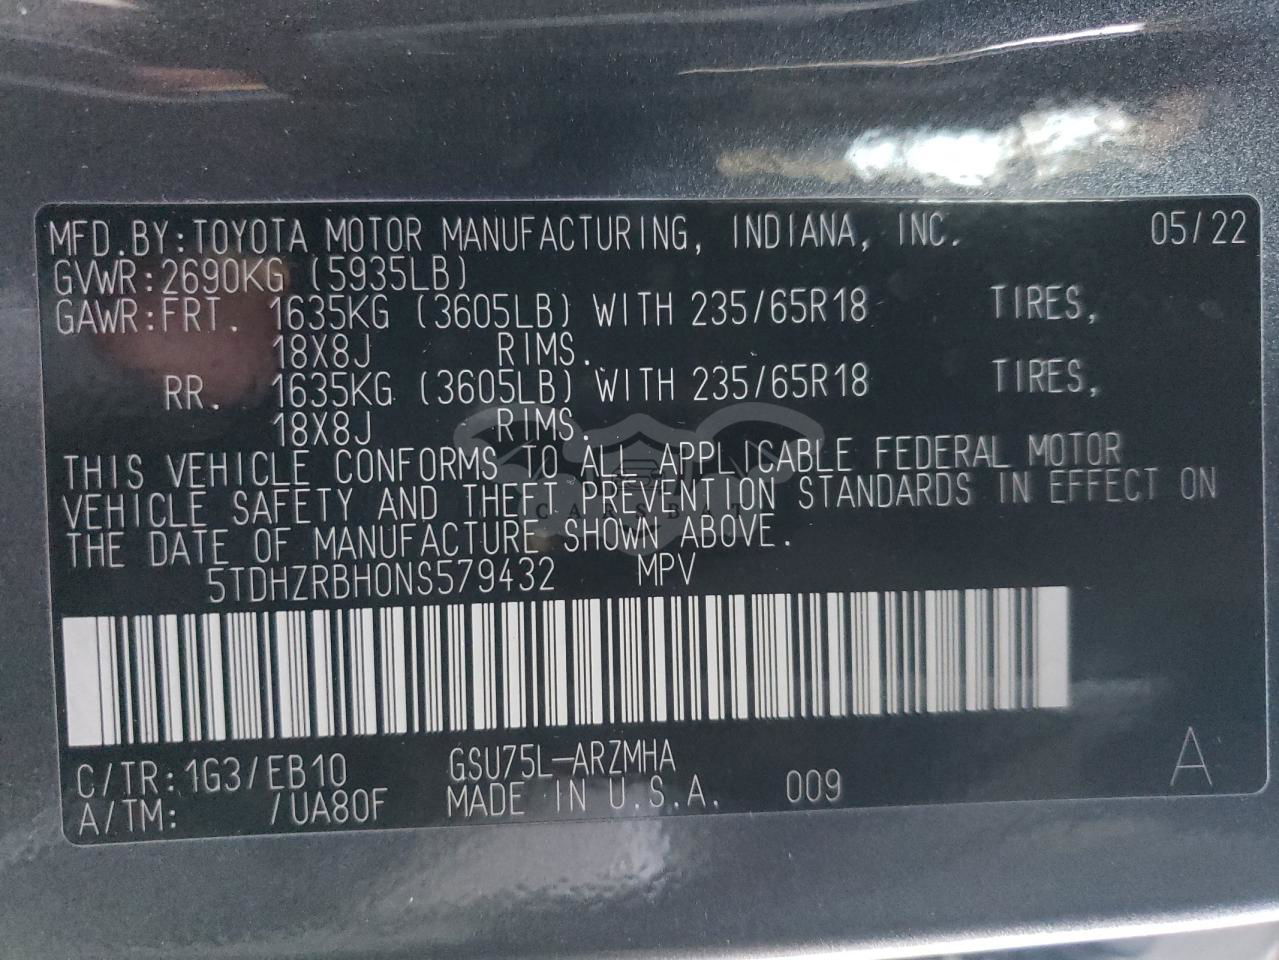 MFD.BY:TOYOTA MOTOR MANUFACTURING, INDIANA, INC. 05/22
GVWR:2690KG (5935LB)
GAWR:FRT. 1635KG (3605LB) WITH 235/65R18 TIRES,
18X8J RIMS.
RR. 1635KG (3605LB) WITH 235/65R18 TIRES,
18X8J RIMS.
THIS VEHICLE CONFORMS TO ALL APPLICABLE FEDERAL MOTOR
VEHICLE SAFETY AND THEFT PREVENTION STANDARDS IN EFFECT ON
CARSBAT
THE DATE OF MANUFACTURE SHOWN ABOVE.
5TDHZRBH0NS579432 MPV
C/TR:1G3/EB10 GSU75L-ARZMHA
A/TM: /UA80F MADE IN U.S.A. 009 A